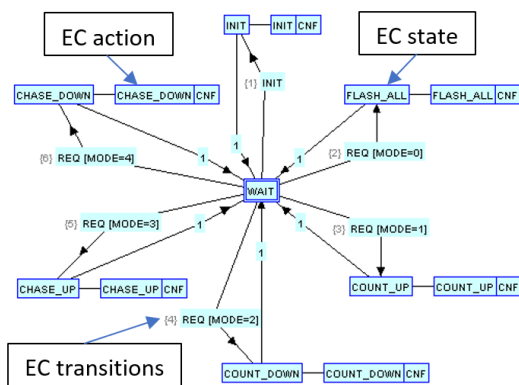 EC action
INIT INIT CNF
EC state
{1} INIT
CHASE_DOWN CHASE_DOWN CNF
FLASH_ALL FLASH_ALL CNF
1
{6} REQ [MODE=4]
1
1
{2} REQ [MODE=0]
WAIT
{5} REQ [MODE=3]
1
1
{3} REQ [MODE=1]
1
CHASE_UP CHASE_UP CNF
COUNT_UP COUNT_UP CNF
{4} REQ [MODE=2]
EC transitions
COUNT_DOWN COUNT_DOWN CNF